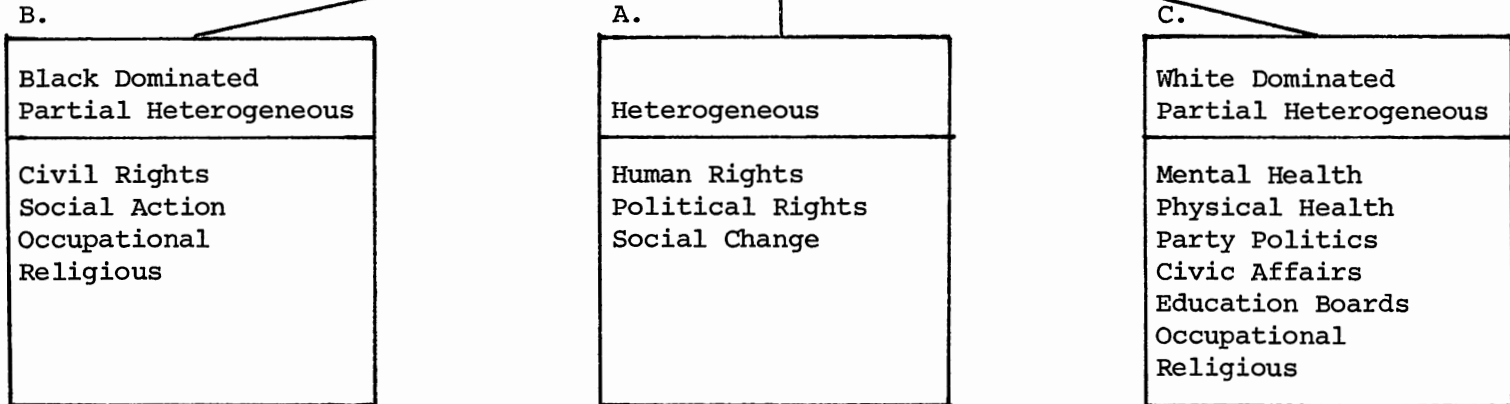 B.
Black Dominated
Partial Heterogeneous
Civil Rights
Social Action
Occupational
Religious
A.
Heterogeneous
Human Rights
Political Rights
Social Change
C.
White Dominated
Partial Heterogeneous
Mental Health
Physical Health
Party Politics
Civic Affairs
Education Boards
Occupational
Religious